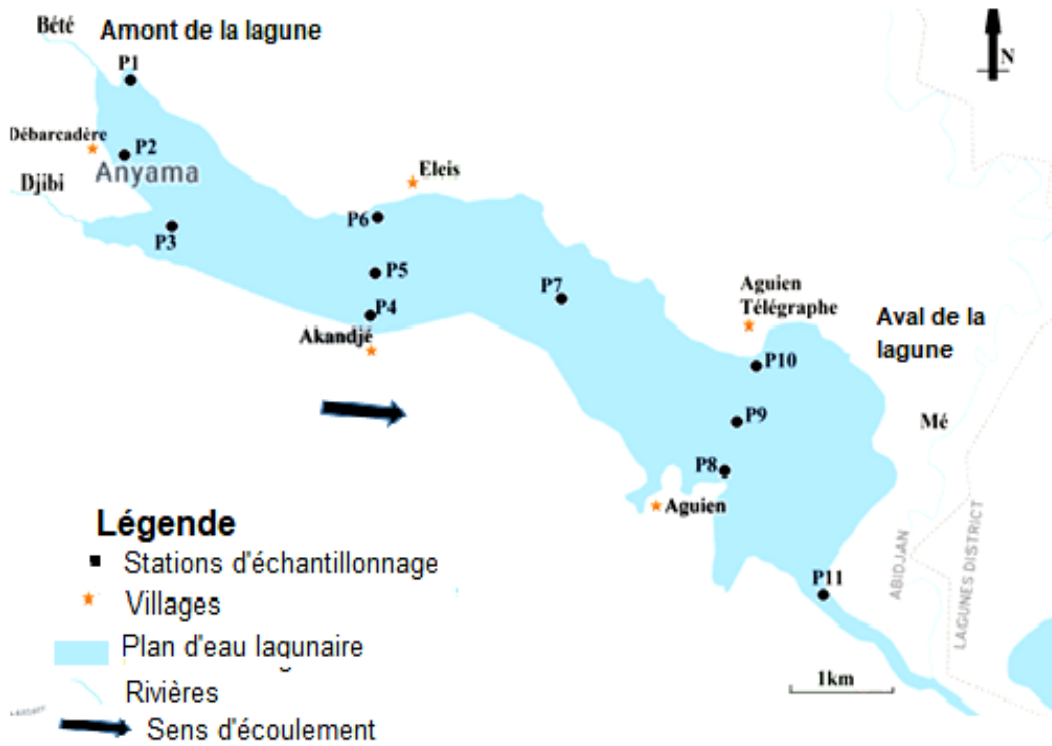 Bété
Amont de la lagune
P1
N
Débarcadère
P2
Anyama
Djibi
Eleis
P3
P6
P5
P7
P4
Akandjé
Aguien
Télégraphe
Aval de la
lagune
P10
P9
Mé
P8
Aguien
P11
ABIDJAN
LAGUNES DISTRICT
1km
Légende
Stations d'échantillonnage
Villages
Plan d'eau lagunaire
Rivières
Sens d'écoulement